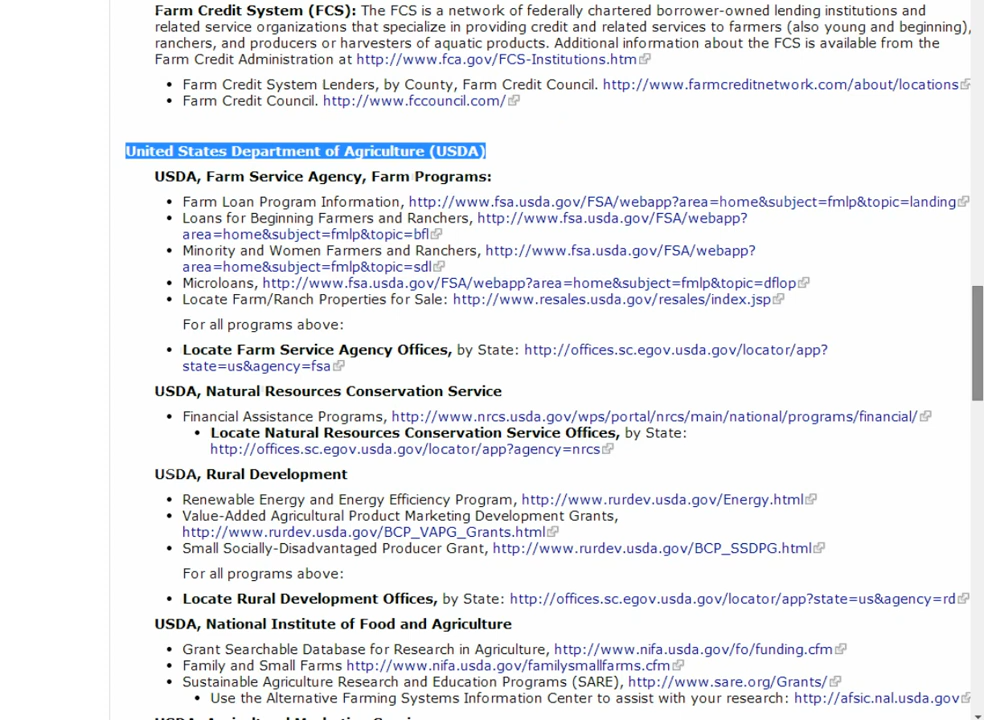 Farm Credit System (FCS): The FCS is a network of federally chartered borrower-owned lending institutions and
related service organizations that specialize in providing credit and related services to farmers (also young and beginning),
ranchers, and producers or harvesters of aquatic products. Additional information about the FCS is available from the
Farm Credit Administration at http://www.fca.gov/FCS-Institutions.htm
• Farm Credit System Lenders, by County, Farm Credit Council. http://www.farmcreditnetwork.com/about/locations
• Farm Credit Council. http://www.fccouncil.com/
United States Department of Agriculture (USDA)
USDA, Farm Service Agency, Farm Programs:
• Farm Loan Program Information, http://www.fsa.usda.gov/FSA/webapp?area=home&subject=fmlp&topic=landing
• Loans for Beginning Farmers and Ranchers, http://www.fsa.usda.gov/FSA/webapp?
area=home&subject=fmlp&topic=bfl
• Minority and Women Farmers and Ranchers, http://www.fsa.usda.gov/FSA/webapp?
area=home&subject=fmlp&topic=sdl
• Microloans, http://www.fsa.usda.gov/FSA/webapp?area=home&subject=fmlp&topic=dflop
• Locate Farm/Ranch Properties for Sale: http://www.resales.usda.gov/resales/index.jsp
For all programs above:
• Locate Farm Service Agency Offices, by State: http://offices.sc.egov.usda.gov/locator/app?
state=us&agency=fsa
USDA, Natural Resources Conservation Service
• Financial Assistance Programs, http://www.nrcs.usda.gov/wps/portal/nrcs/main/national/programs/financial/
• Locate Natural Resources Conservation Service Offices, by State:
http://offices.sc.egov.usda.gov/locator/app?agency=nrcs
USDA, Rural Development
• Renewable Energy and Energy Efficiency Program, http://www.rurdev.usda.gov/Energy.html
• Value-Added Agricultural Product Marketing Development Grants,
http://www.rurdev.usda.gov/BCP_VAPG_Grants.html
• Small Socially-Disadvantaged Producer Grant, http://www.rurdev.usda.gov/BCP_SSDPG.html
For all programs above:
• Locate Rural Development Offices, by State: http://offices.sc.egov.usda.gov/locator/app?state=us&agency=rd
USDA, National Institute of Food and Agriculture
• Grant Searchable Database for Research in Agriculture, http://www.nifa.usda.gov/fo/funding.cfm
• Family and Small Farms http://www.nifa.usda.gov/familysmallfarms.cfm
• Sustainable Agriculture Research and Education Programs (SARE), http://www.sare.org/Grants/
• Use the Alternative Farming Systems Information Center to assist with your research: http://afsic.nal.usda.gov